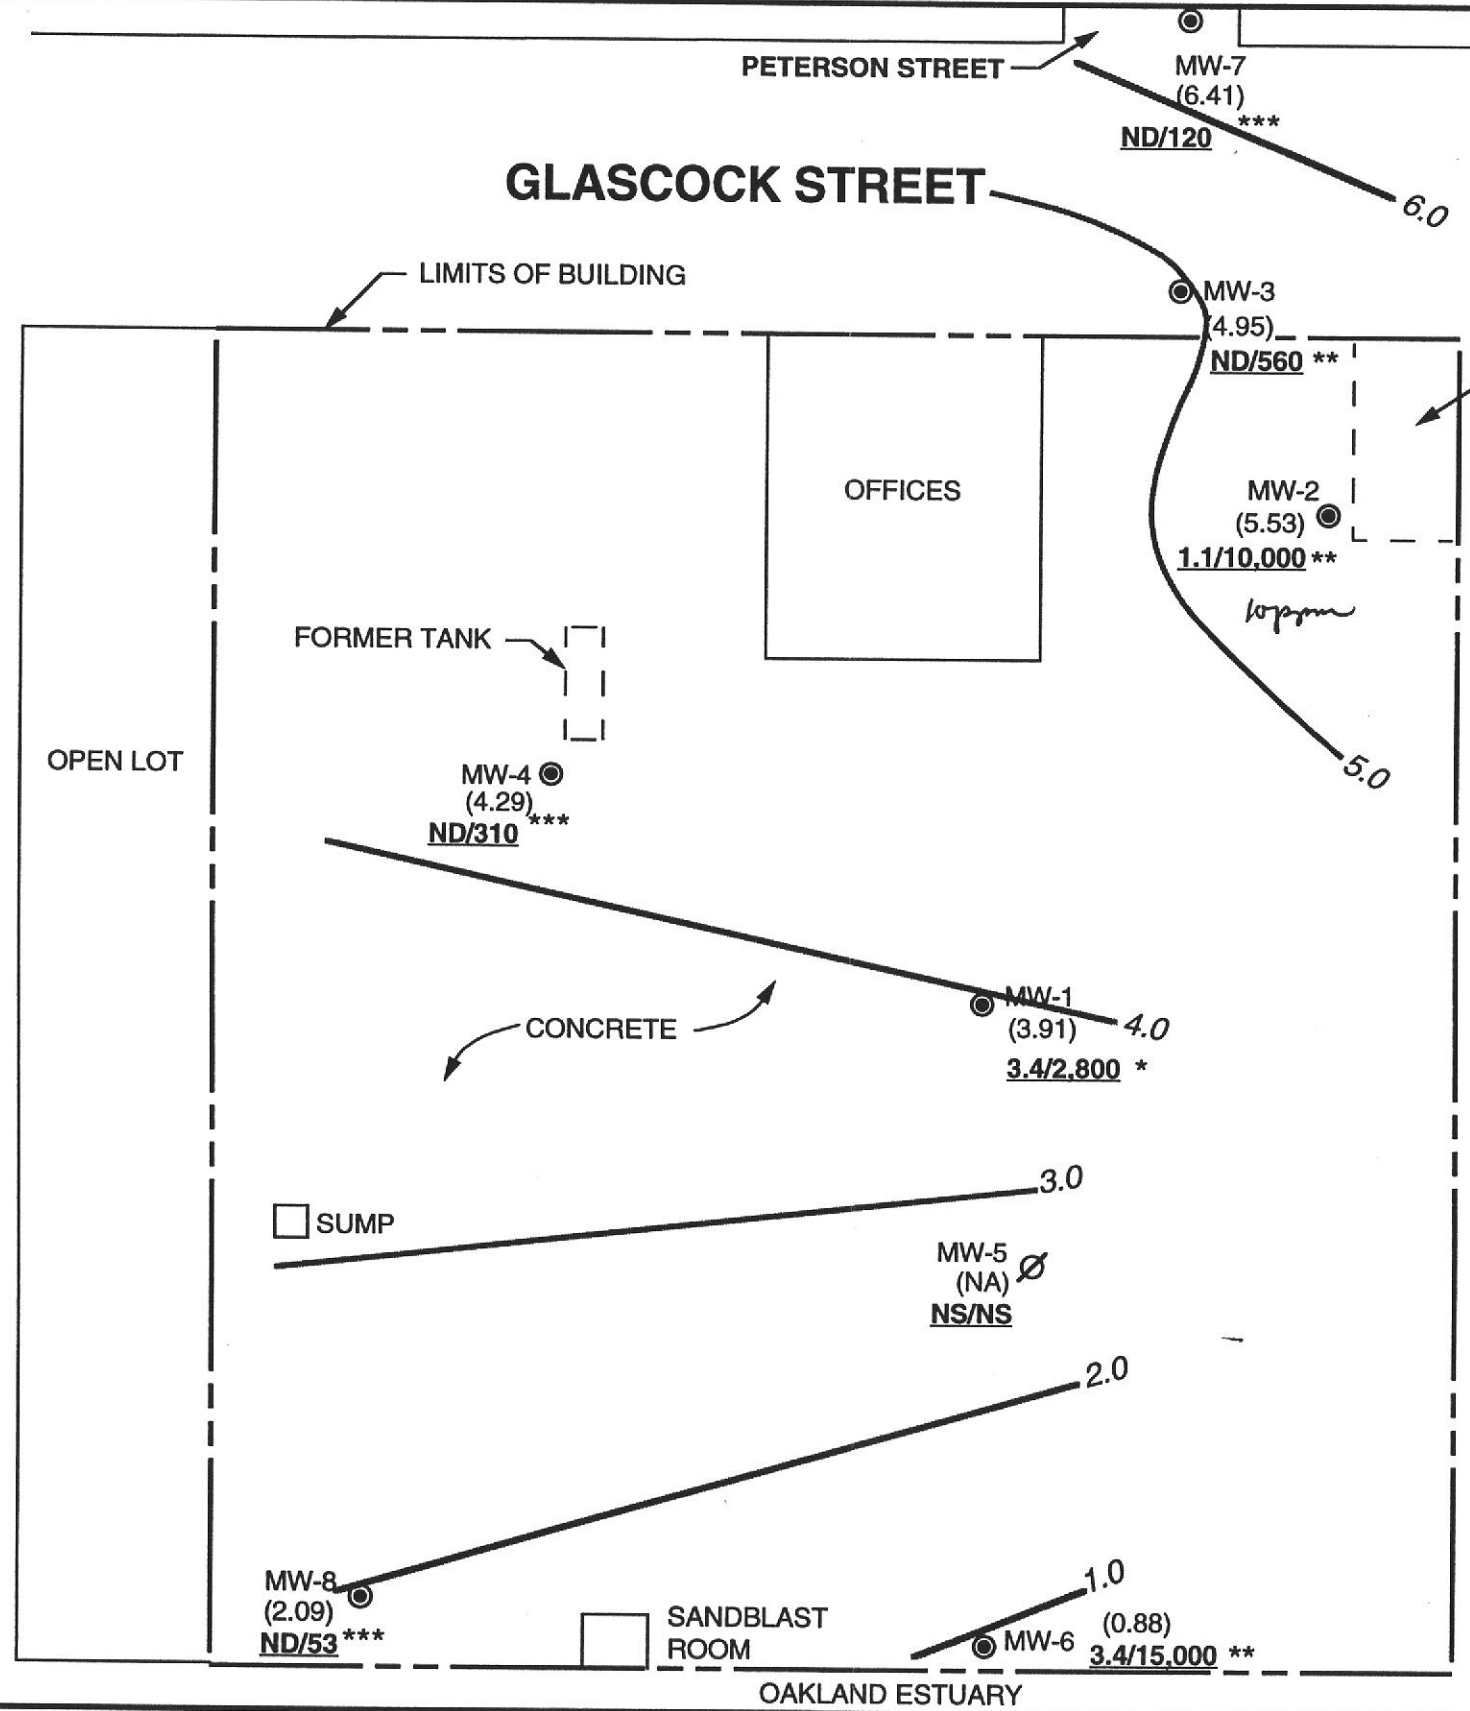 PETERSON STREET
MW-7
(6.41)
***
ND/120
GLASCOCK STREET
6.0
LIMITS OF BUILDING
MW-3
(4.95)
ND/560 **
OFFICES
MW-2
(5.53)
1.1/10,000 **
10ppm
FORMER TANK
OPEN LOT
5.0
MW-4
(4.29)
ND/310 ***
MW-1
(3.91)
4.0
CONCRETE
3.4/2,800 *
3.0
SUMP
MW-5
(NA)
NS/NS
2.0
MW-8
(2.09)
ND/53 ***
1.0
SANDBLAST
ROOM
(0.88)
MW-6
3.4/15,000 **
OAKLAND ESTUARY